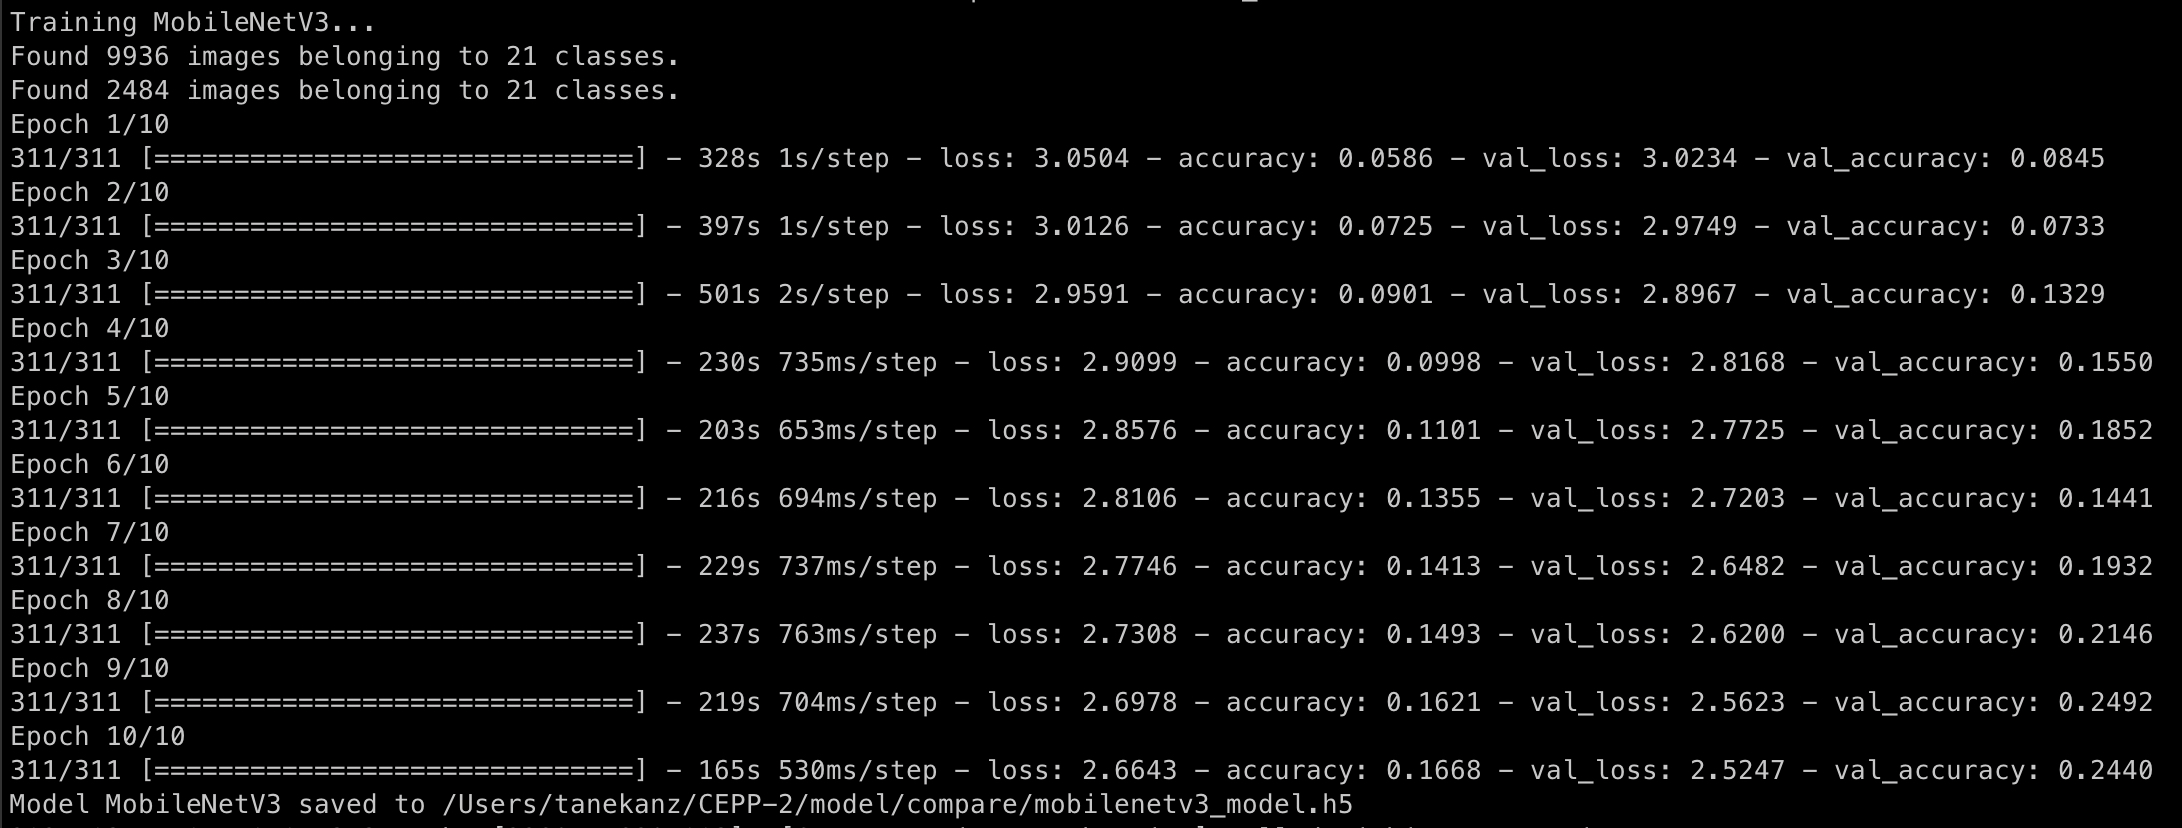 Training MobileNetV3...
Found 9936 images belonging to 21 classes.
Found 2484 images belonging to 21 classes.
Epoch 1/10
311/311 [==============================] - 328s 1s/step - loss: 3.0504 - accuracy: 0.0586 - val_loss: 3.0234 - val_accuracy: 0.0845
Epoch 2/10
311/311 [==============================] - 397s 1s/step - loss: 3.0126 - accuracy: 0.0725 - val_loss: 2.9749 - val_accuracy: 0.0733
Epoch 3/10
311/311 [==============================] - 501s 2s/step - loss: 2.9591 - accuracy: 0.0901 - val_loss: 2.8967 - val_accuracy: 0.1329
Epoch 4/10
311/311 [==============================] - 230s 735ms/step - loss: 2.9099 - accuracy: 0.0998 - val_loss: 2.8168 - val_accuracy: 0.1550
Epoch 5/10
311/311 [==============================] - 203s 653ms/step - loss: 2.8576 - accuracy: 0.1101 - val_loss: 2.7725 - val_accuracy: 0.1852
Epoch 6/10
311/311 [==============================] - 216s 694ms/step - loss: 2.8106 - accuracy: 0.1355 - val_loss: 2.7203 - val_accuracy: 0.1441
Epoch 7/10
311/311 [==============================] - 229s 737ms/step - loss: 2.7746 - accuracy: 0.1413 - val_loss: 2.6482 - val_accuracy: 0.1932
Epoch 8/10
311/311 [==============================] - 237s 763ms/step - loss: 2.7308 - accuracy: 0.1493 - val_loss: 2.6200 - val_accuracy: 0.2146
Epoch 9/10
311/311 [==============================] - 219s 704ms/step - loss: 2.6978 - accuracy: 0.1621 - val_loss: 2.5623 - val_accuracy: 0.2492
Epoch 10/10
311/311 [==============================] - 165s 530ms/step - loss: 2.6643 - accuracy: 0.1668 - val_loss: 2.5247 - val_accuracy: 0.2440
Model MobileNetV3 saved to /Users/tanekanz/CEPP-2/model/compare/mobilenetv3_model.h5